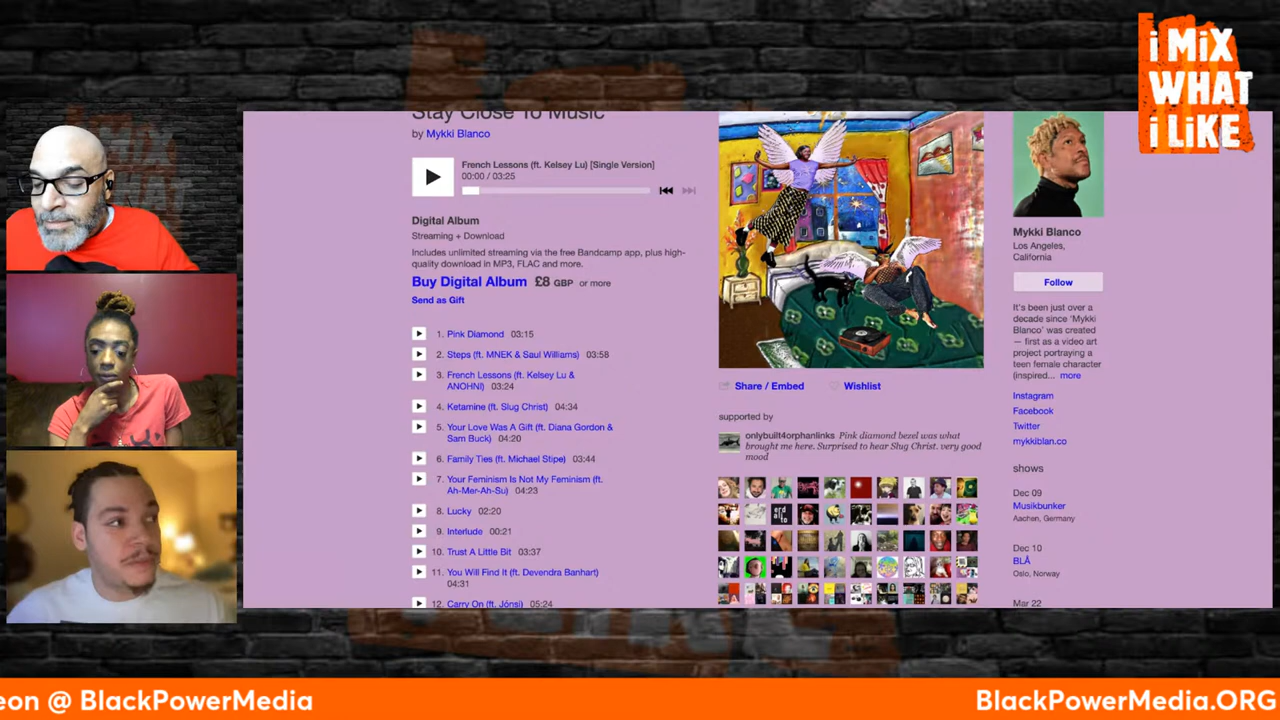 i MiX
WHAT
i LiKE
Stay Close To Music
by Mykki Blanco
French Lessons (ft. Kelsey Lu) [Single Version]
00:00 / 03:25
Digital Album
Streaming + Download
Includes unlimited streaming via the free Bandcamp app, plus high-
quality download in MP3, FLAC and more.
Buy Digital Album £8 GBP or more
Send as Gift
1. Pink Diamond 03:15
2. Steps (ft. MNEK & Saul Williams) 03:58
3. French Lessons (ft. Kelsey Lu &
ANOHNI) 03:24
4. Ketamine (ft. Slug Christ) 04:34
5. Your Love Was A Gift (ft. Diana Gordon &
Sam Buck) 04:20
6. Family Ties (ft. Michael Stipe) 03:44
7. Your Feminism Is Not My Feminism (ft.
Ah-Mer-Ah-Su) 04:23
8. Lucky 02:20
9. Interlude 00:21
10. Trust A Little Bit 03:37
11. You Will Find It (ft. Devendra Banhart)
04:31
12. Carry On (ft. Jónsi) 05:24
Share / Embed Wishlist
supported by
onlybuilt4orphanlinks Pink diamond bezel was what
brought me here. Surprised to hear Slug Christ. very good
mood
Mykki Blanco
Los Angeles,
California
Follow
It's been just over a
decade since 'Mykki
Blanco' was created
— first as a video art
project portraying a
teen female character
(inspired... more
Instagram
Facebook
Twitter
mykkiblan.co
shows
Dec 09
Musikbunker
Aachen, Germany
Dec 10
BLÅ
Oslo, Norway
Mar 22
eon @ BlackPowerMedia
BlackPowerMedia.ORG